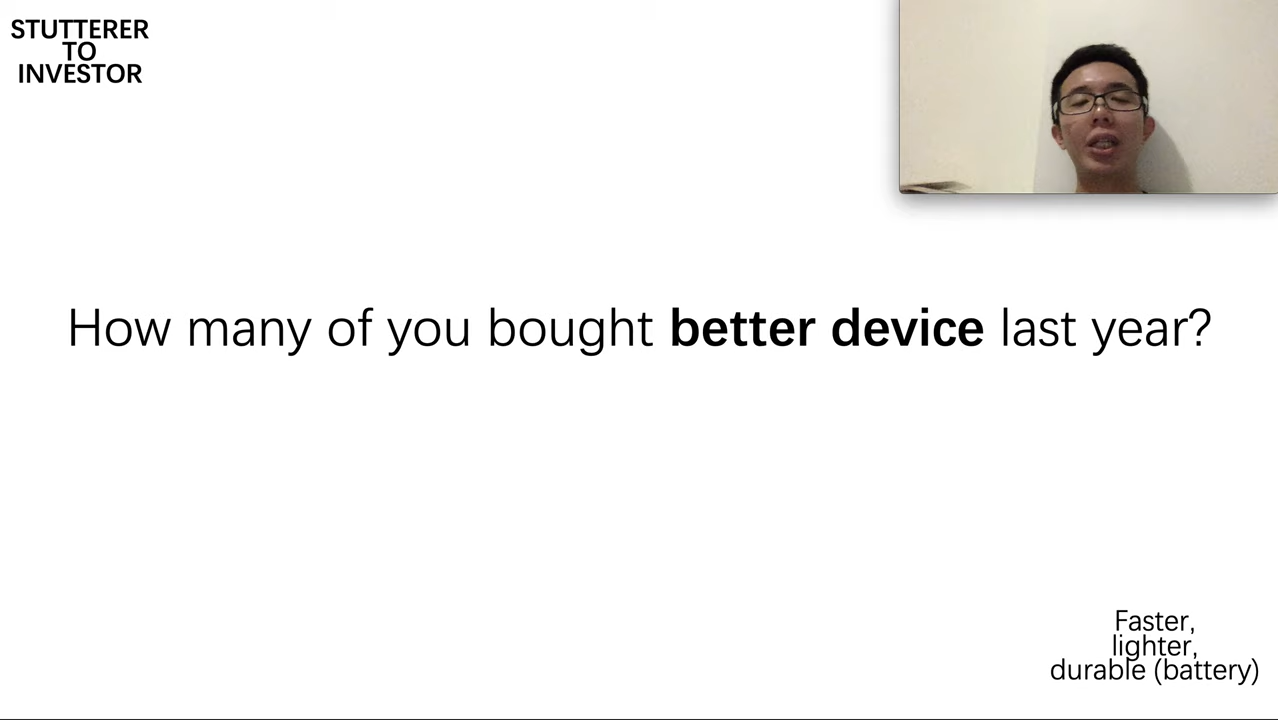 STUTTERER
TO
INVESTOR
How many of you bought better device last year?
Faster,
lighter,
durable (battery)